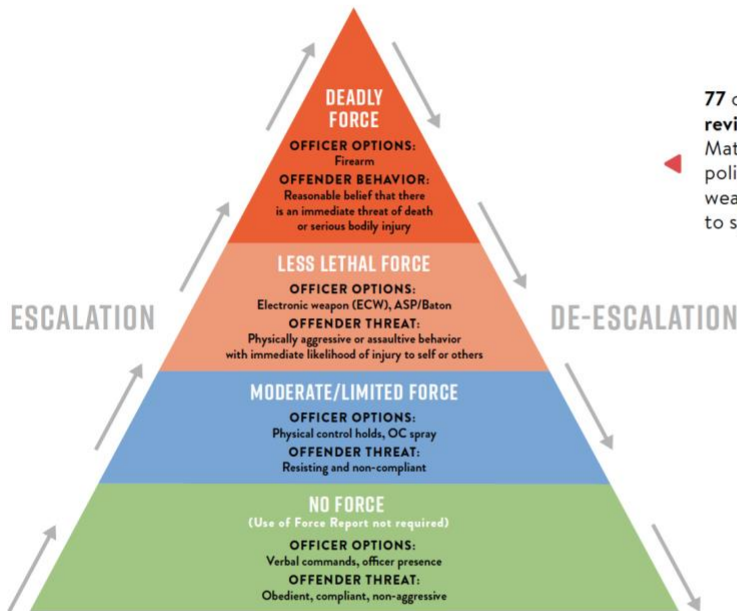 DEADLY
FORCE
OFFICER OPTIONS:
Firearm
OFFENDER BEHAVIOR:
Reasonable belief that there
is an immediate threat of death
or serious bodily injury
LESS LETHAL FORCE
OFFICER OPTIONS:
Electronic weapon (ECW), ASP/Baton
OFFENDER THREAT:
Physically aggressive or assaultive behavior
with immediate likelihood of injury to self or others
ESCALATION
DE-ESCALATION
MODERATE/LIMITED FORCE
OFFICER OPTIONS:
Physical control holds, OC spray
OFFENDER THREAT:
Resisting and non-compliant
NO FORCE
(Use of Force Report not required)
OFFICER OPTIONS:
Verbal commands, officer presence
OFFENDER THREAT:
Obedient, compliant, non-aggressive
77
to s